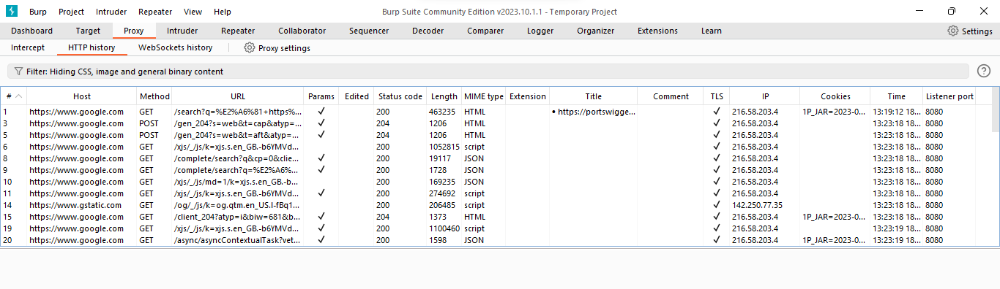 Burp Project Intruder Repeater View Help Burp Suite Community Edition v2023.10.1.1 - Temporary Project
Dashboard Target Proxy Intruder Repeater Collaborator Sequencer Decoder Comparer Logger Organizer Extensions Learn Settings
Intercept HTTP history WebSockets history Proxy settings
Filter: Hiding CSS, image and general binary content ?
# Host Method URL Params Edited Status code Length MIME type Extension Title Comment TLS IP Cookies Time Listener port
1 https://www.google.com GET /search?q=%E2%A6%81+https%... ✓ 200 463235 HTML • https://portswigge... ✓ 216.58.203.4 1P_JAR=2023-0... 13:19:12 18... 8080
3 https://www.google.com POST /gen_204?s=web&t=cap&atyp=... ✓ 204 1206 HTML ✓ 216.58.203.4 13:23:18 18... 8080
5 https://www.google.com POST /gen_204?s=web&t=aft&atyp=... ✓ 204 1206 HTML ✓ 216.58.203.4 13:23:18 18... 8080
6 https://www.google.com GET /xjs/_/js/k=xjs.s.en_GB.-b6YMVd... 200 1052815 script ✓ 216.58.203.4 13:23:18 18... 8080
8 https://www.google.com GET /complete/search?q&cp=0&clie... ✓ 200 19117 JSON ✓ 216.58.203.4 13:23:18 18... 8080
9 https://www.google.com GET /complete/search?q=%E2%A6%... ✓ 200 1728 JSON ✓ 216.58.203.4 13:23:18 18... 8080
10 https://www.google.com GET /xjs/_/js/md=1/k=xjs.s.en_GB.-b... 200 169235 JSON ✓ 216.58.203.4 13:23:18 18... 8080
11 https://www.google.com GET /xjs/_/js/k=xjs.s.en_GB.-b6YMVd... ✓ 200 274692 script ✓ 216.58.203.4 13:23:18 18... 8080
14 https://www.gstatic.com GET /og/_/js/k=og.qtm.en_US.l-fBq1... 200 206485 script ✓ 142.250.77.35 13:23:18 18... 8080
15 https://www.google.com GET /client_204?atyp=i&biw=681&b... ✓ 204 1373 HTML ✓ 216.58.203.4 1P_JAR=2023-0... 13:23:18 18... 8080
19 https://www.google.com GET /xjs/_/js/k=xjs.s.en_GB.-b6YMVd... ✓ 200 1100460 script ✓ 216.58.203.4 13:23:19 18... 8080
20 https://www.google.com GET /async/asyncContextualTask?vet... ✓ 200 1598 JSON ✓ 216.58.203.4 1P_JAR=2023-0... 13:23:19 18... 8080